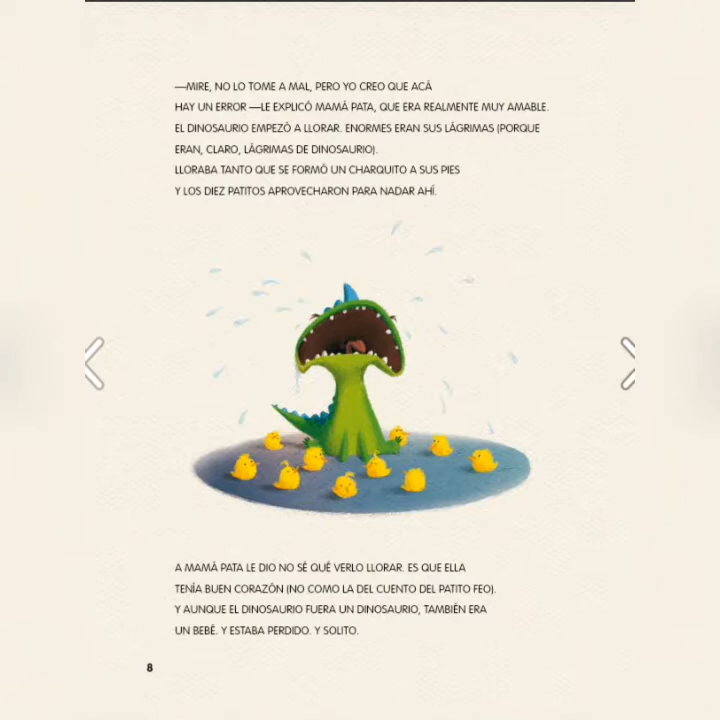 —MIRE, NO LO TOME A MAL, PERO YO CREO QUE ACÁ
HAY UN ERROR —LE EXPLICÓ MAMÁ PATA, QUE ERA REALMENTE MUY AMABLE.
EL DINOSAURIO EMPEZÓ A LLORAR. ENORMES ERAN SUS LÁGRIMAS (PORQUE
ERAN, CLARO, LÁGRIMAS DE DINOSAURIO).
LLORABA TANTO QUE SE FORMÓ UN CHARQUITO A SUS PIES
Y LOS DIEZ PATITOS APROVECHARON PARA NADAR AHÍ.
A MAMÁ PATA LE DIO NO SÉ QUÉ VERLO LLORAR. ES QUE ELLA
TENÍA BUEN CORAZÓN (NO COMO LA DEL CUENTO DEL PATITO FEO).
Y AUNQUE EL DINOSAURIO FUERA UN DINOSAURIO, TAMBIÉN ERA
UN BEBÉ. Y ESTABA PERDIDO. Y SOLITO.
8